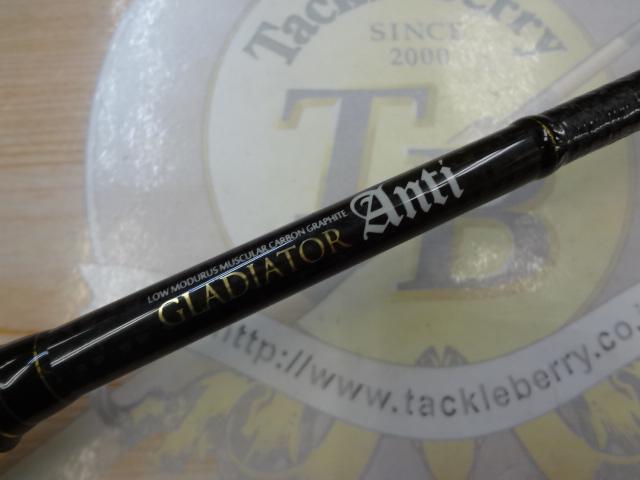 Tackleberry
SINCE
2000
TB
LOW MODURUS MUSCULAR CARBON GRAPHITE
GLADIATOR Anti
http://www.tackleberry.co